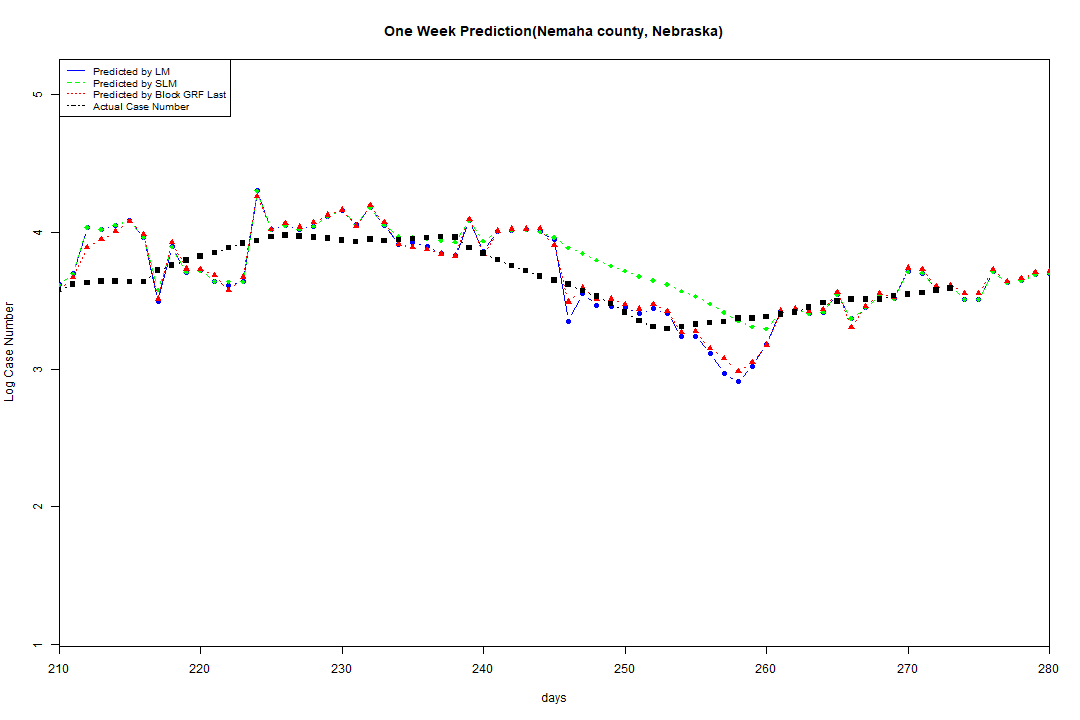 One Week Prediction(Nemaha county, Nebraska)
Predicted by LM
Predicted by SLM
Predicted by Block GRF Last
Actual Case Number
5
4
3
2
1
Log Case Number
210 220 230 240 250 260 270 280
days